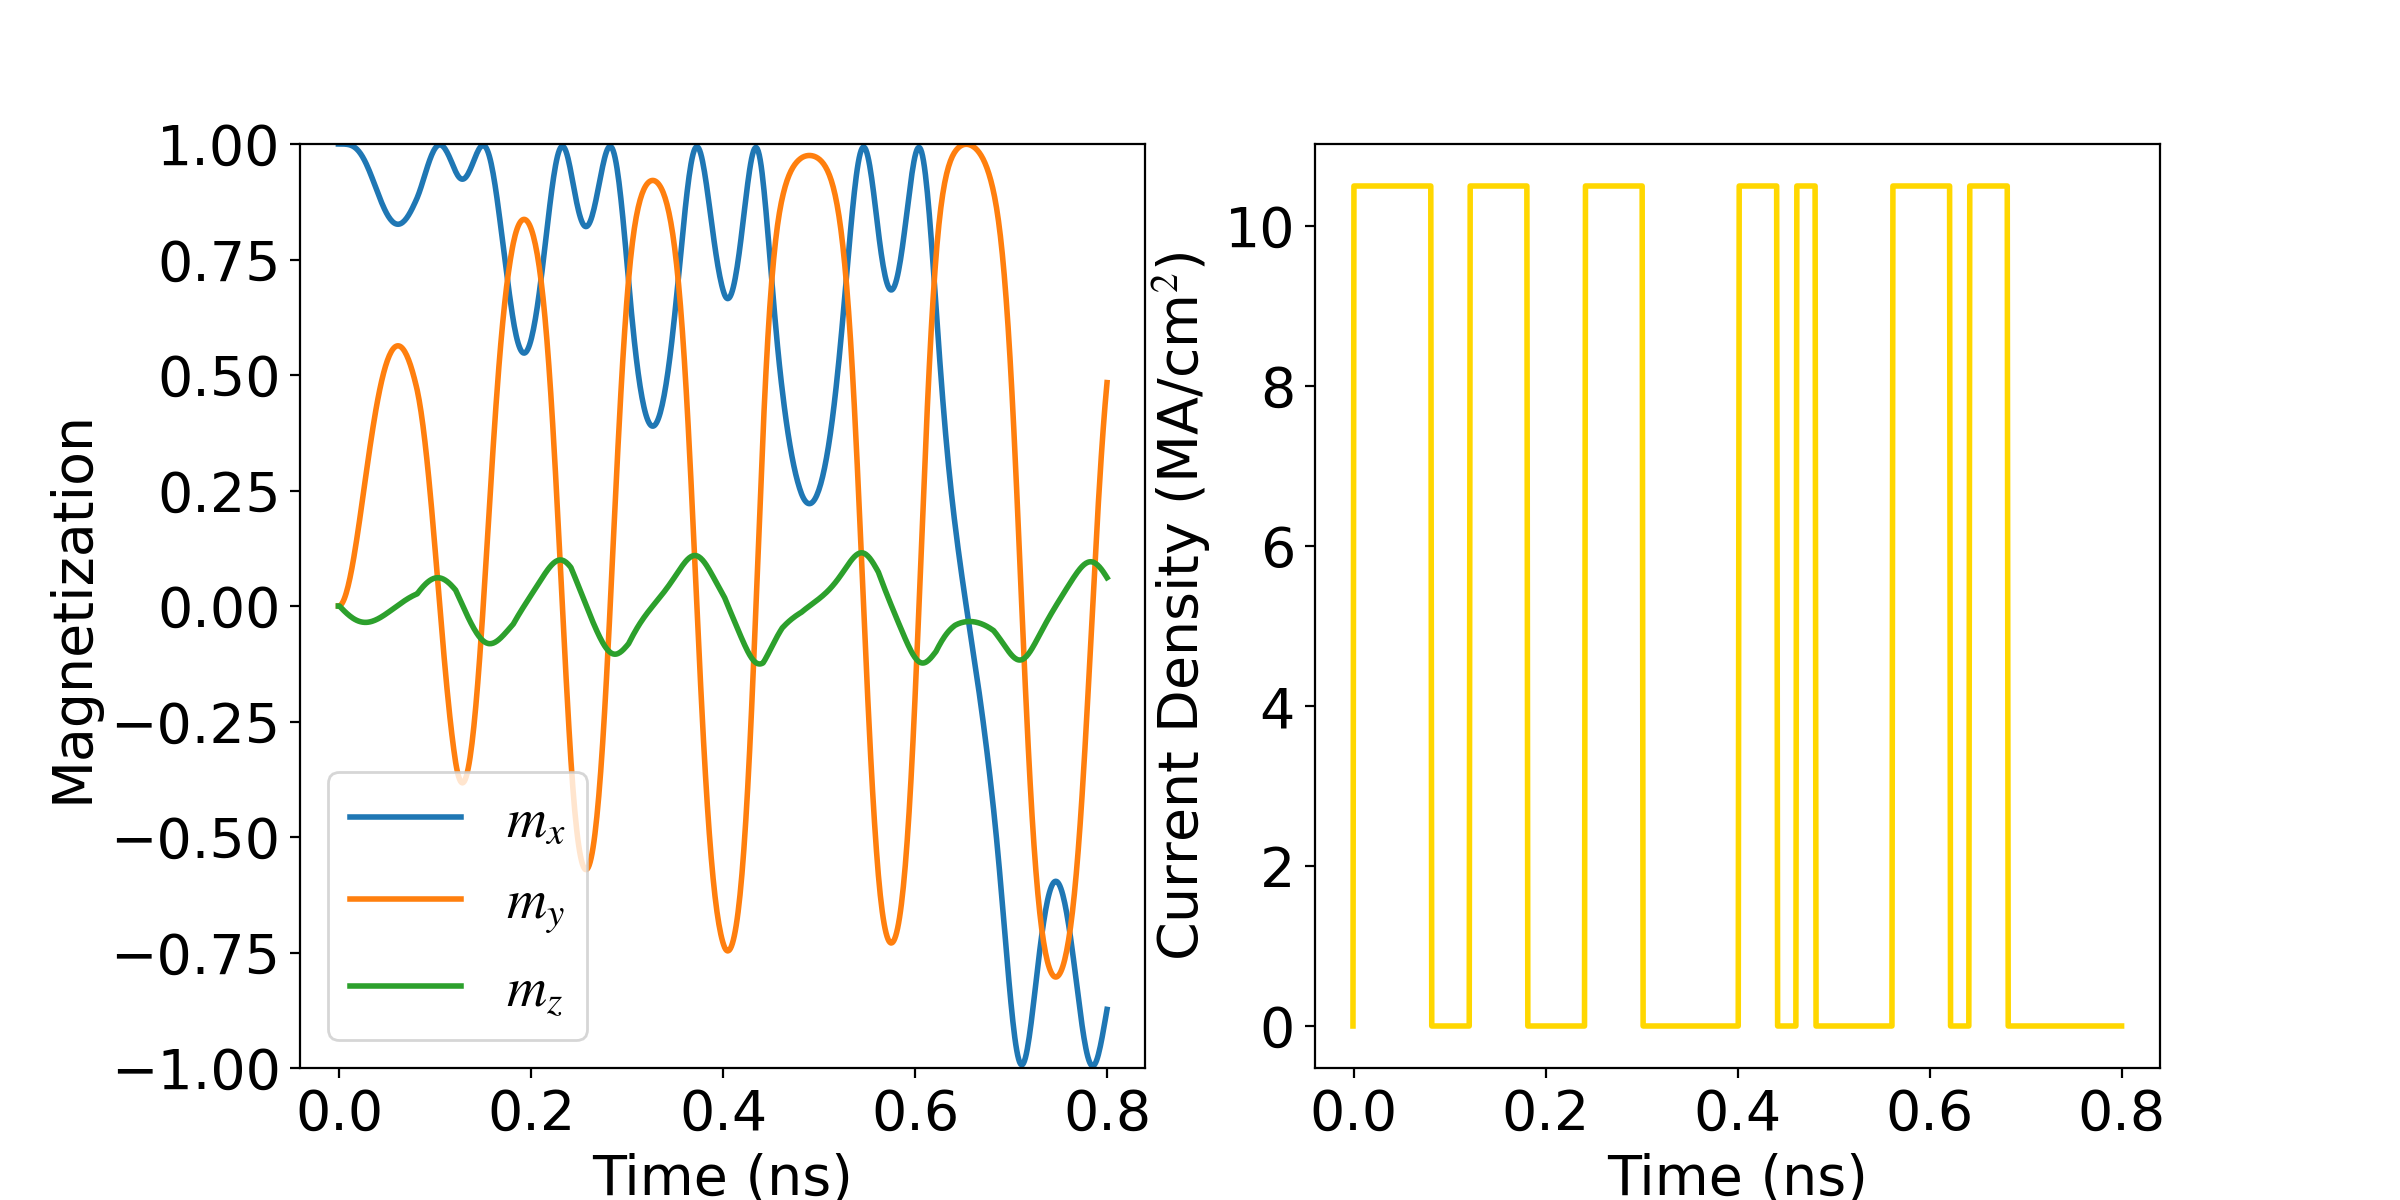 1.00
0.75
0.50
0.25
0.00
−0.25
−0.50
−0.75
−1.00
Magnetization
m_x
m_y
m_z
0.0 0.2 0.4 0.6 0.8
Time (ns)
10
8
6
4
2
0
Current Density (MA/cm²)
0.0 0.2 0.4 0.6 0.8
Time (ns)